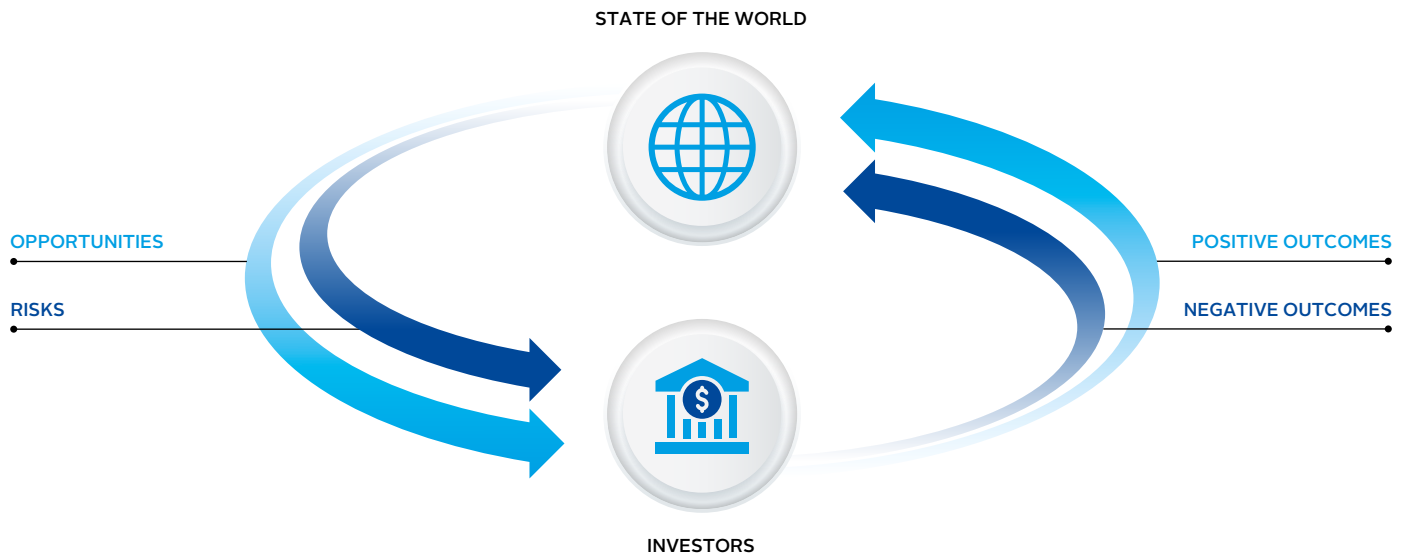 STATE OF THE WORLD
OPPORTUNITIES
POSITIVE OUTCOMES
RISKS
NEGATIVE OUTCOMES
$
INVESTORS